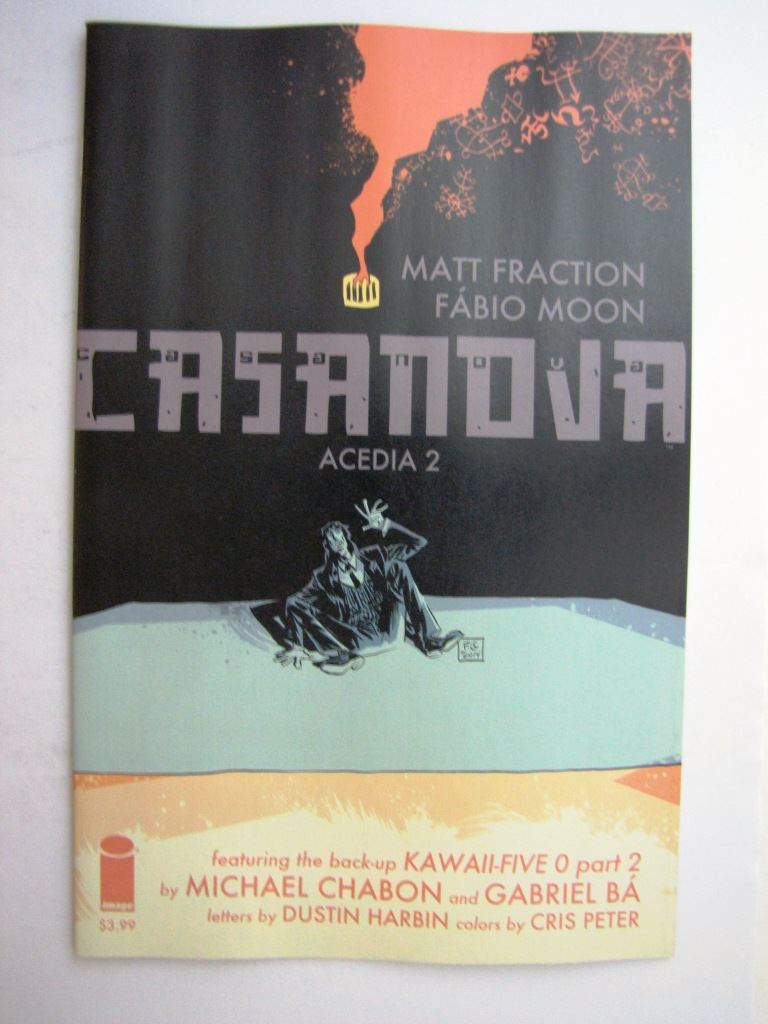 MATT FRACTION
FÁBIO MOON
CASANOVA
ACEDIA 2
featuring the back-up KAWAII-FIVE 0 part 2
by MICHAEL CHABON and GABRIEL BÁ
letters by DUSTIN HARBIN colors by CRIS PETER
image
$3.99